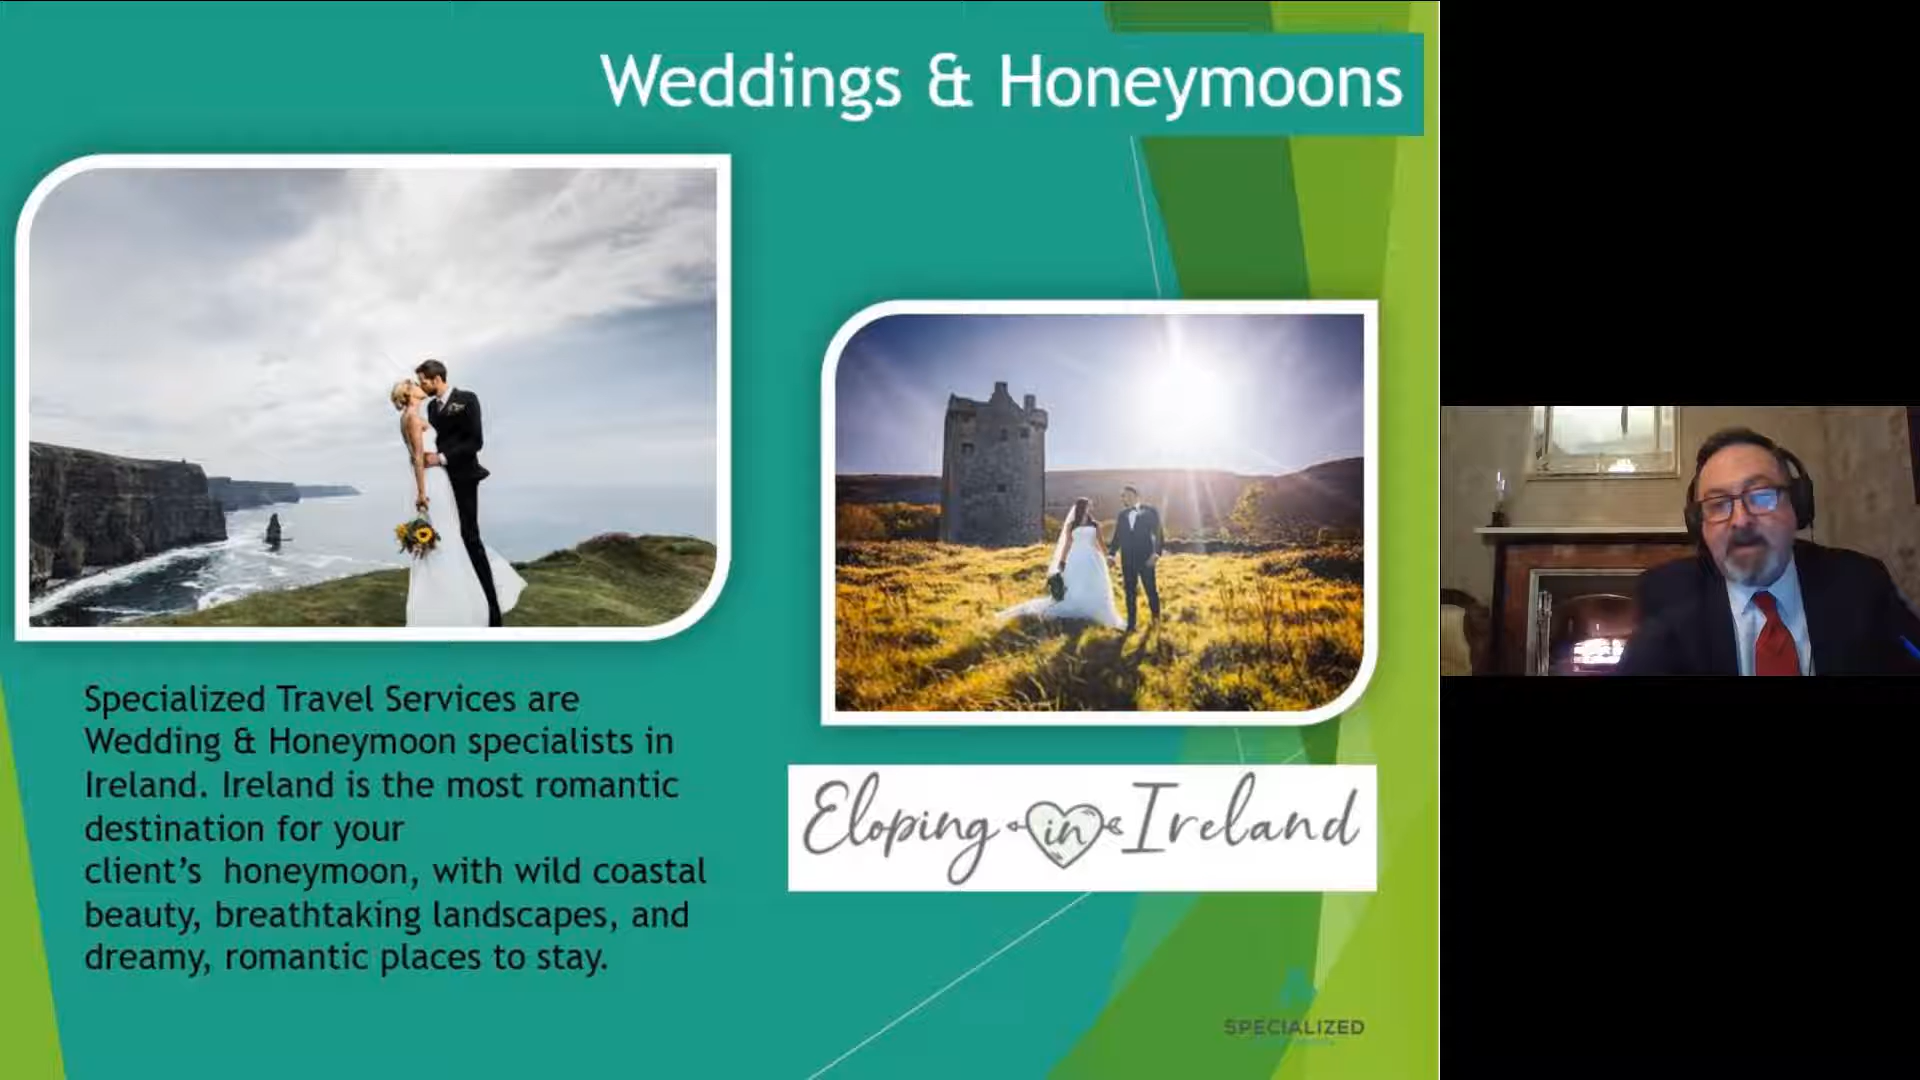 Weddings & Honeymoons
Specialized Travel Services are
Wedding & Honeymoon specialists in
Ireland. Ireland is the most romantic
destination for your
client’s  honeymoon, with wild coastal
beauty, breathtaking landscapes, and
dreamy, romantic places to stay.
Eloping in Ireland
SPECIALIZED